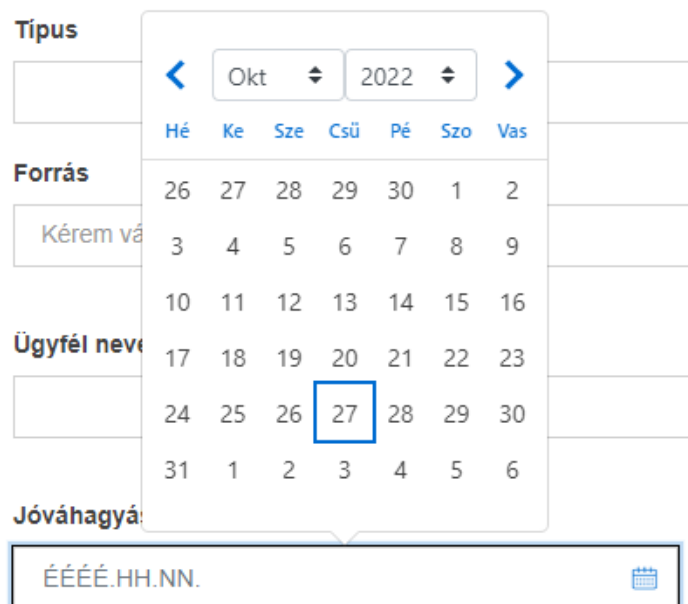 Típus
Okt 2022
Hé Ke Sze Csü Pé Szo Vas
Forrás
26 27 28 29 30 1 2
Kérem vá
3 4 5 6 7 8 9
10 11 12 13 14 15 16
Ügyfél neve
17 18 19 20 21 22 23
24 25 26 27 28 29 30
31 1 2 3 4 5 6
Jóváhagyás
ÉÉÉÉ.HH.NN.